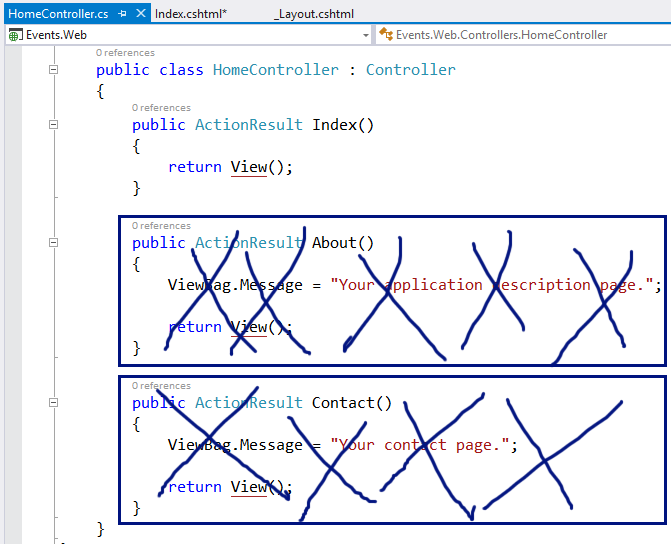 HomeController.cs Index.cshtml* _Layout.cshtml
Events.Web Events.Web.Controllers.HomeController
0 references
public class HomeController : Controller
{
0 references
public ActionResult Index()
{
return View();
}
0 references
public ActionResult About()
{
ViewBag.Message = "Your application description page.";
return View();
}
0 references
public ActionResult Contact()
{
ViewBag.Message = "Your contact page.";
return View();
}
}